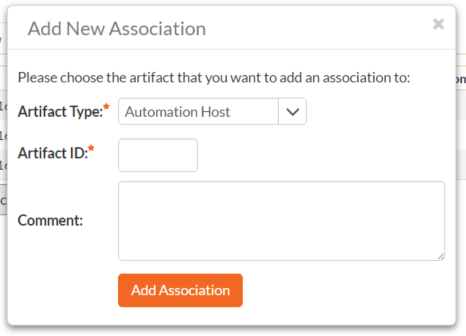 Add New Association
×
Please choose the artifact that you want to add an association to:
Artifact Type:* Automation Host
Artifact ID:*
Comment:
Add Association